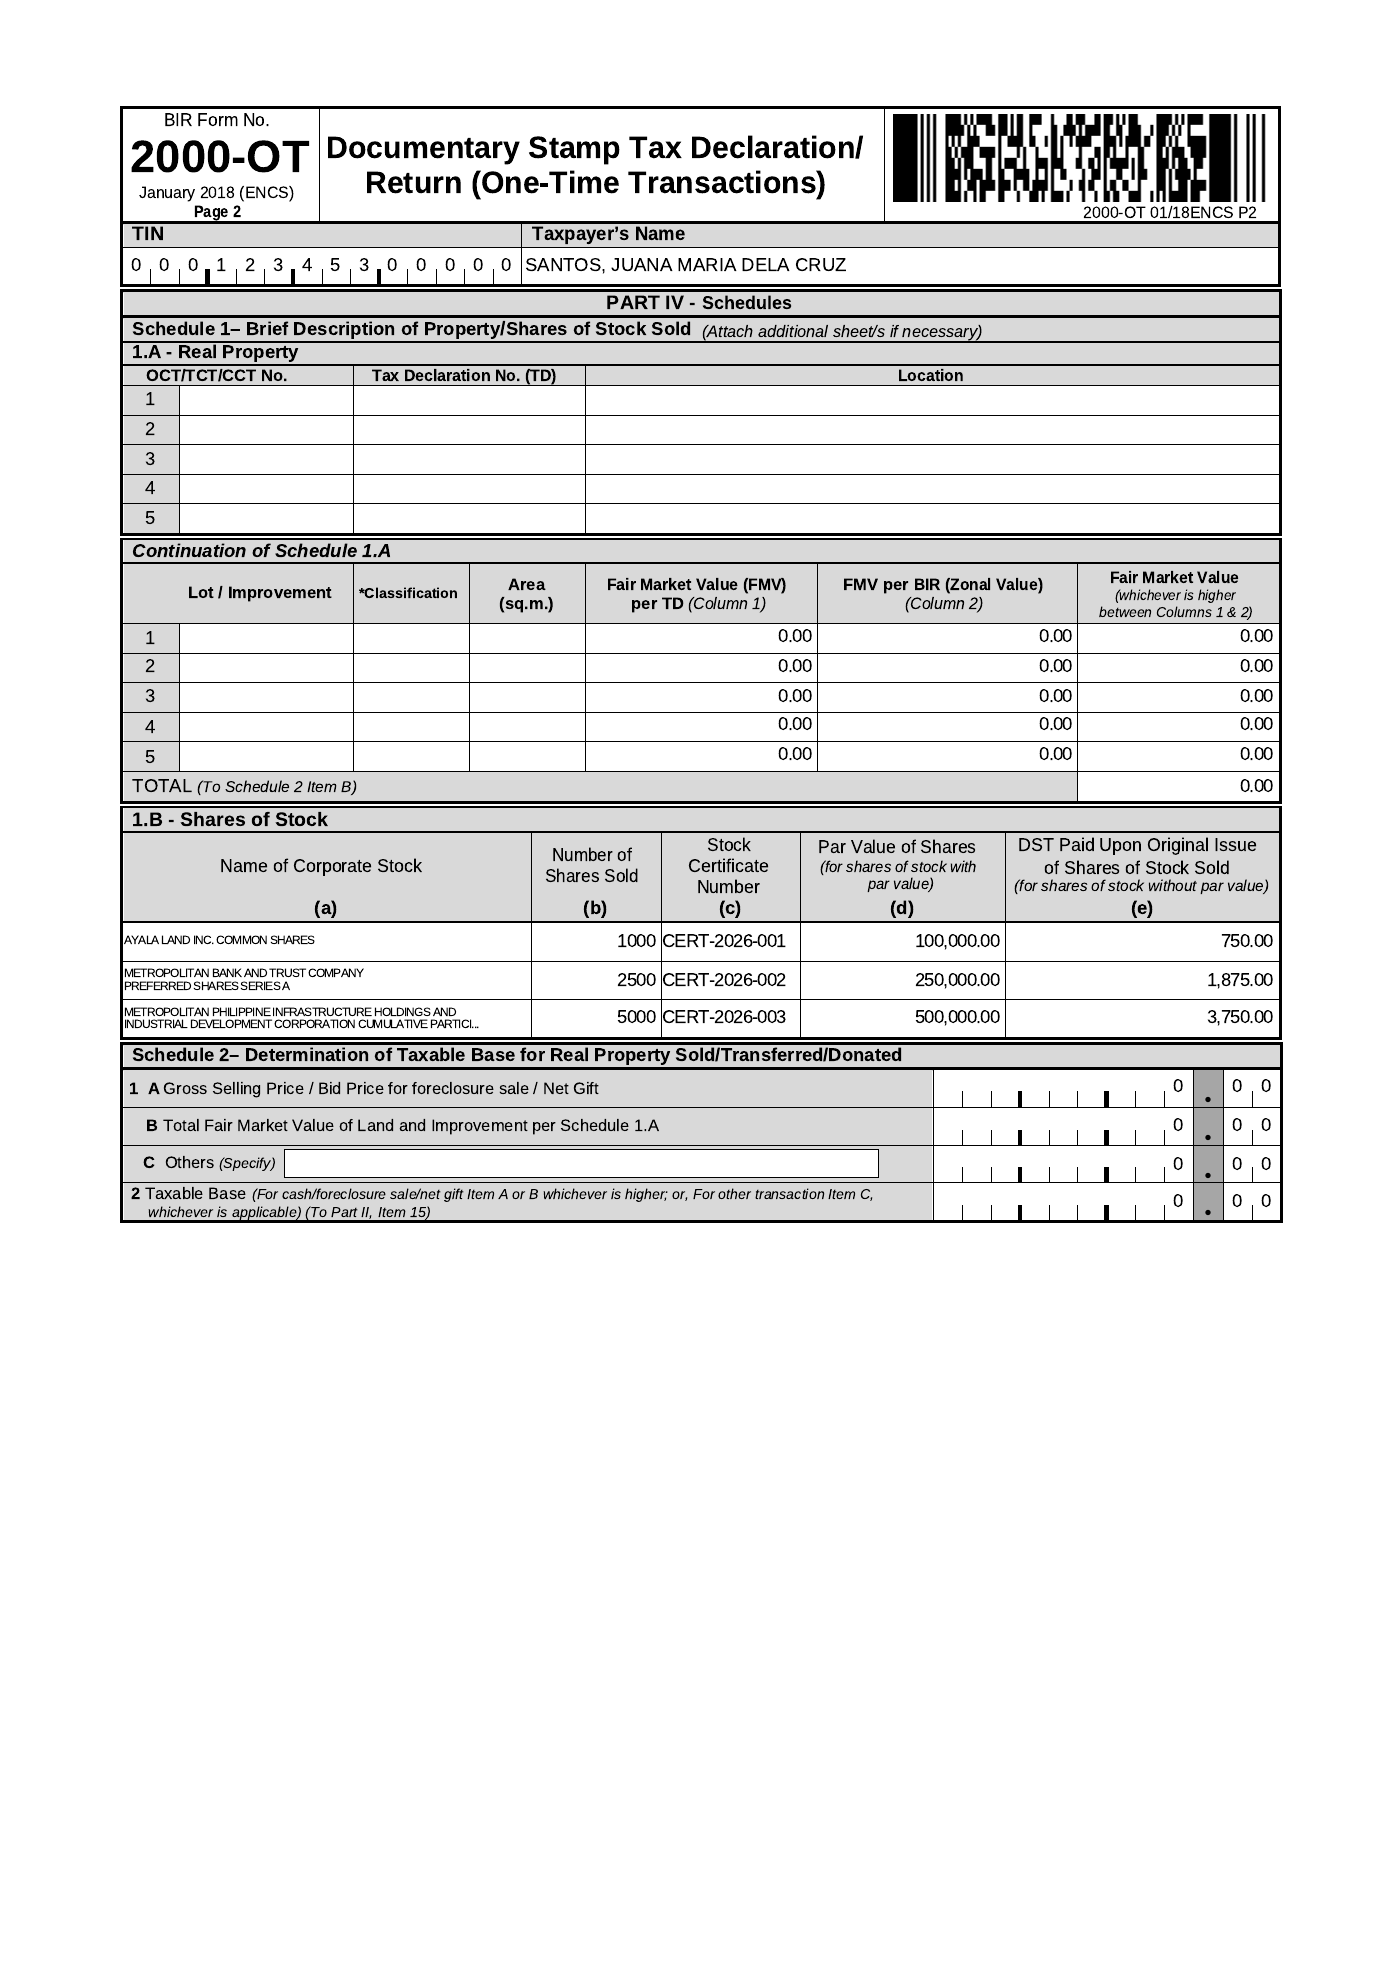 BIR Form No.
2000-OT
January 2018 (ENCS)
Page 2
Documentary Stamp Tax Declaration/
Return (One-Time Transactions)
2000-OT 01/18ENCS P2
TIN Taxpayer's Name
0 0 0 1 2 3 4 5 3 0 0 0 0 0 SANTOS, JUANA MARIA DELA CRUZ
PART IV - Schedules
Schedule 1– Brief Description of Property/Shares of Stock Sold (Attach additional sheet/s if necessary)
1.A - Real Property
OCT/TCT/CCT No. Tax Declaration No. (TD) Location
1
2
3
4
5
Continuation of Schedule 1.A
Lot / Improvement *Classification Area (sq.m.) Fair Market Value (FMV) per TD (Column 1) FMV per BIR (Zonal Value) (Column 2) Fair Market Value (whichever is higher between Columns 1 & 2)
1 0.00 0.00 0.00
2 0.00 0.00 0.00
3 0.00 0.00 0.00
4 0.00 0.00 0.00
5 0.00 0.00 0.00
TOTAL (To Schedule 2 Item B) 0.00
1.B - Shares of Stock
Name of Corporate Stock (a) Number of Shares Sold (b) Stock Certificate Number (c) Par Value of Shares (for shares of stock with par value) (d) DST Paid Upon Original Issue of Shares of Stock Sold (for shares of stock without par value) (e)
AYALA LAND INC. COMMON SHARES 1000 CERT-2026-001 100,000.00 750.00
METROPOLITAN BANK AND TRUST COMPANY
PREFERRED SHARES SERIES A 2500 CERT-2026-002 250,000.00 1,875.00
METROPOLITAN PHILIPPINE INFRASTRUCTURE HOLDINGS AND
INDUSTRIAL DEVELOPMENT CORPORATION CUMULATIVE PARTICI... 5000 CERT-2026-003 500,000.00 3,750.00
Schedule 2– Determination of Taxable Base for Real Property Sold/Transferred/Donated
1 A Gross Selling Price / Bid Price for foreclosure sale / Net Gift 0 . 0 0
B Total Fair Market Value of Land and Improvement per Schedule 1.A 0 . 0 0
C Others (Specify) 0 . 0 0
2 Taxable Base (For cash/foreclosure sale/net gift Item A or B whichever is higher; or, For other transaction Item C,
whichever is applicable) (To Part II, Item 15) 0 . 0 0